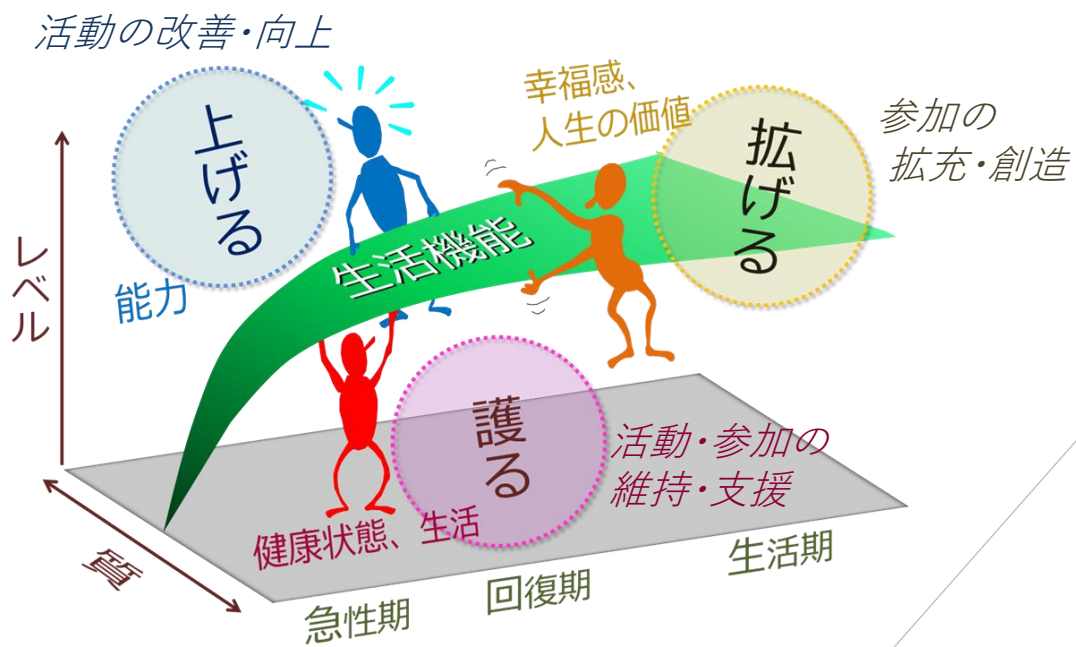 活動の改善・向上
上げる
能力
レベル
幸福感、
人生の価値
拡げる
参加の
拡充・創造
生活機能
護る
活動・参加の
維持・支援
健康状態、生活
質
急性期
回復期
生活期